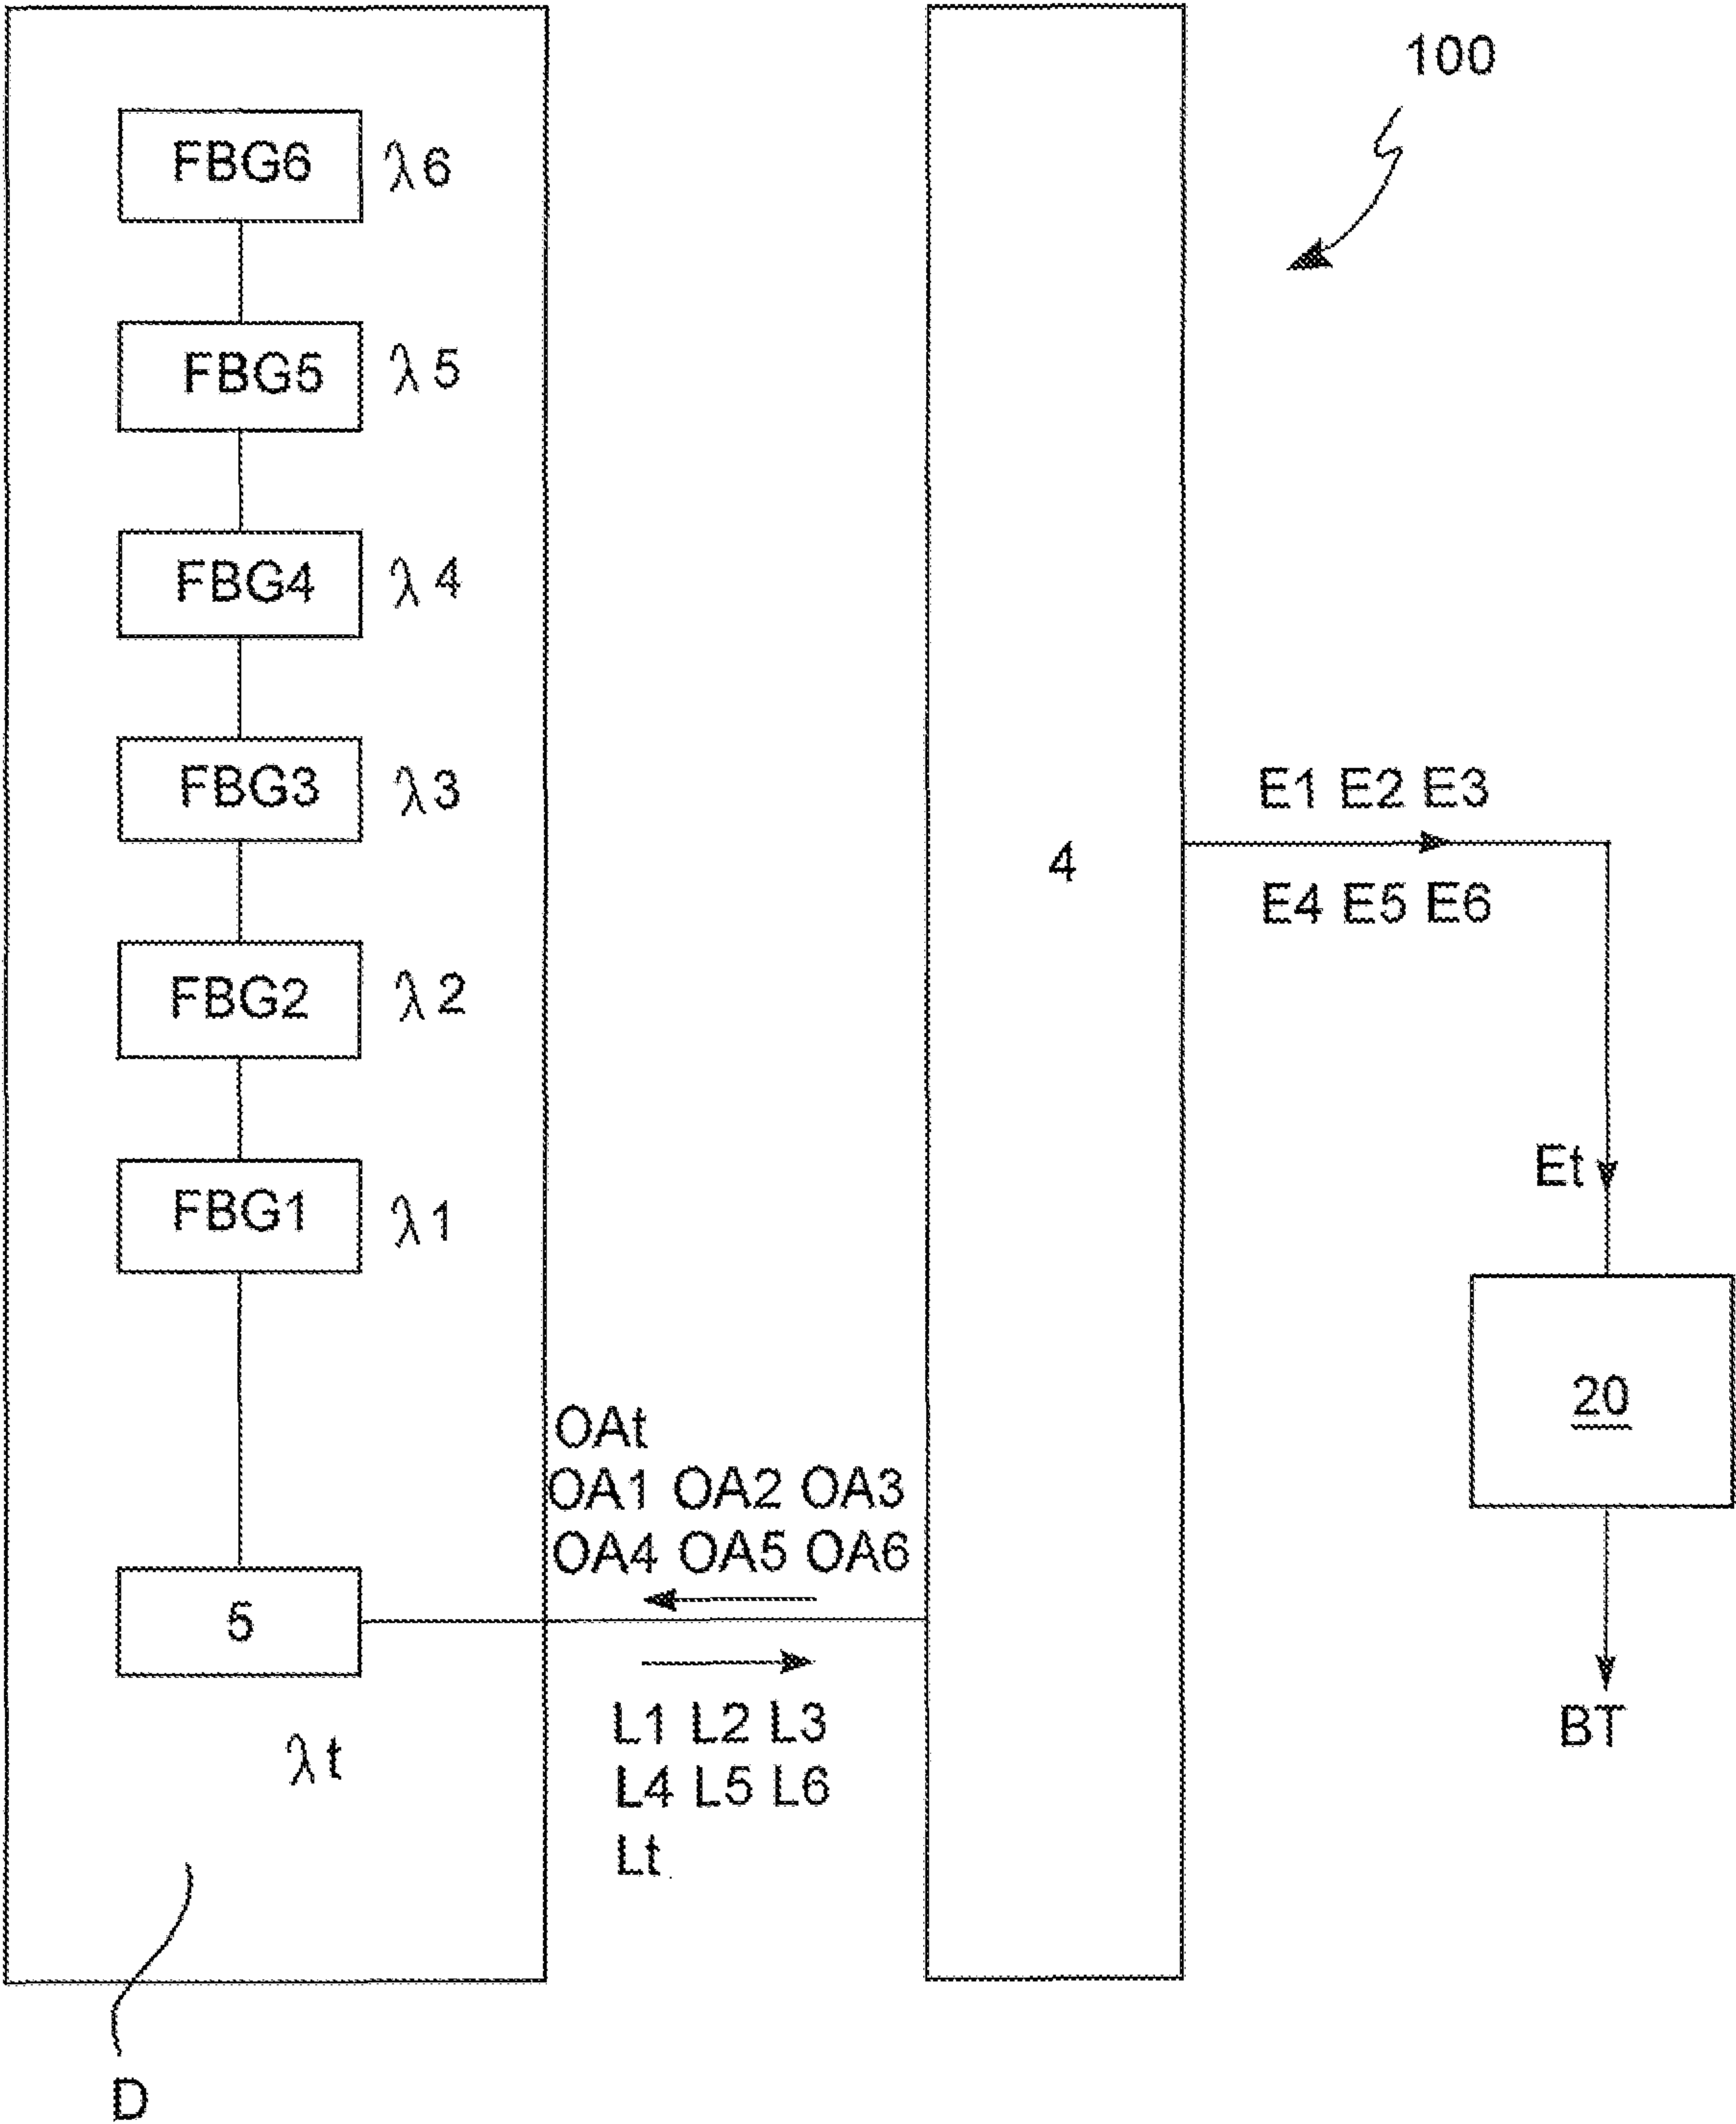 100
FBG6 λ6
FBG5 λ5
FBG4 λ4
FBG3 λ3
E1 E2 E3
4
E4 E5 E6
FBG2 λ2
Et
FBG1 λ1
20
OAt
OA1 OA2 OA3
OA4 OA5 OA6
5
L1 L2 L3
BT
λt
L4 L5 L6
Lt
D